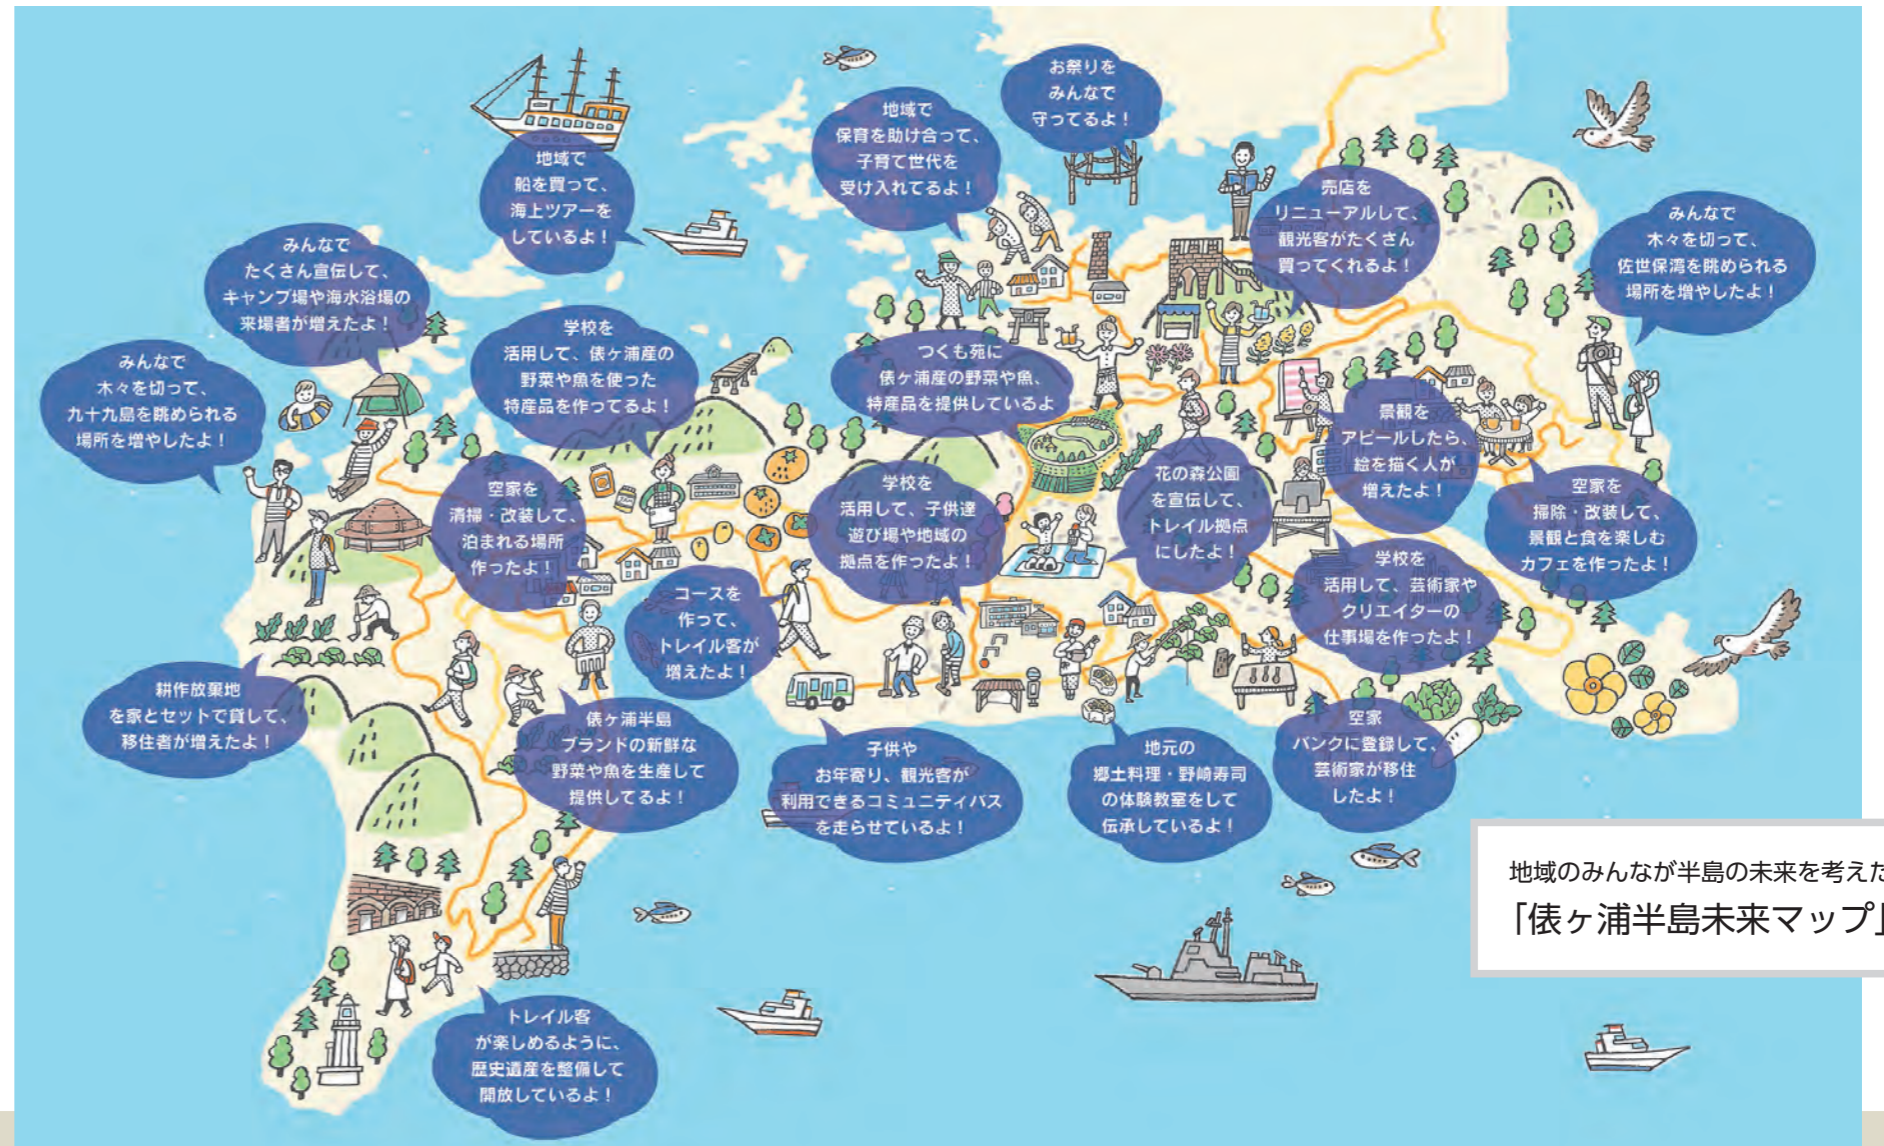 お祭りを
みんなで
守ってるよ！
地域で
保育を助け合って、
子育て世代を
受け入れてるよ！
地域で
船を買って、
海上ツアーを
しているよ！
売店を
リニューアルして、
観光客がたくさん
買ってくれるよ！
みんなで
木々を切って、
佐世保湾を眺められる
場所を増やしたよ！
みんなで
たくさん宣伝して、
キャンプ場や海水浴場の
来場者が増えたよ！
学校を
活用して、俵ヶ浦産の
野菜や魚を使った
特産品を作ってるよ！
つくも苑に
俵ヶ浦産の野菜や魚、
特産品を提供しているよ
みんなで
木々を切って、
九十九島を眺められる
場所を増やしたよ！
景観を
アピールしたら、
絵を描く人が
増えたよ！
空家を
清掃・改装して、
泊まれる場所
作ったよ！
学校を
活用して、子供達
遊び場や地域の
拠点を作ったよ！
花の森公園
を宣伝して、
トレイル拠点
にしたよ！
空家を
掃除・改装して、
景観と食を楽しむ
カフェを作ったよ！
コースを
作って、
トレイル客が
増えたよ！
学校を
活用して、芸術家や
クリエイターの
仕事場を作ったよ！
耕作放棄地
を家とセットで貸して、
移住者が増えたよ！
俵ヶ浦半島
ブランドの新鮮な
野菜や魚を生産して
提供してるよ！
子供や
お年寄り、観光客が
利用できるコミュニティバス
を走らせているよ！
地元の
郷土料理・野崎寿司
の体験教室をして
伝承しているよ！
空家
バンクに登録して、
芸術家が移住
したよ！
地域のみんなが半島の未来を考えた
「俵ヶ浦半島未来マップ」
トレイル客
が楽しめるように、
歴史遺産を整備して
開放しているよ！